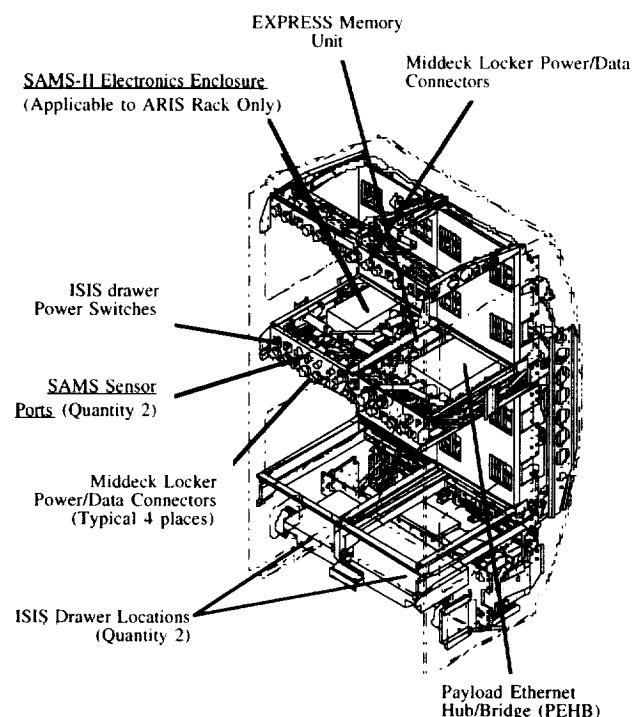 EXPRESS Memory
Unit
Middeck Locker Power/Data
Connectors
SAMS-II Electronics Enclosure
(Applicable to ARIS Rack Only)
ISIS drawer
Power Switches
SAMS Sensor
Ports (Quantity 2)
Middeck Locker
Power/Data Connectors
(Typical 4 places)
ISIS Drawer Locations
(Quantity 2)
Payload Ethernet
Hub/Bridge (PEHB)